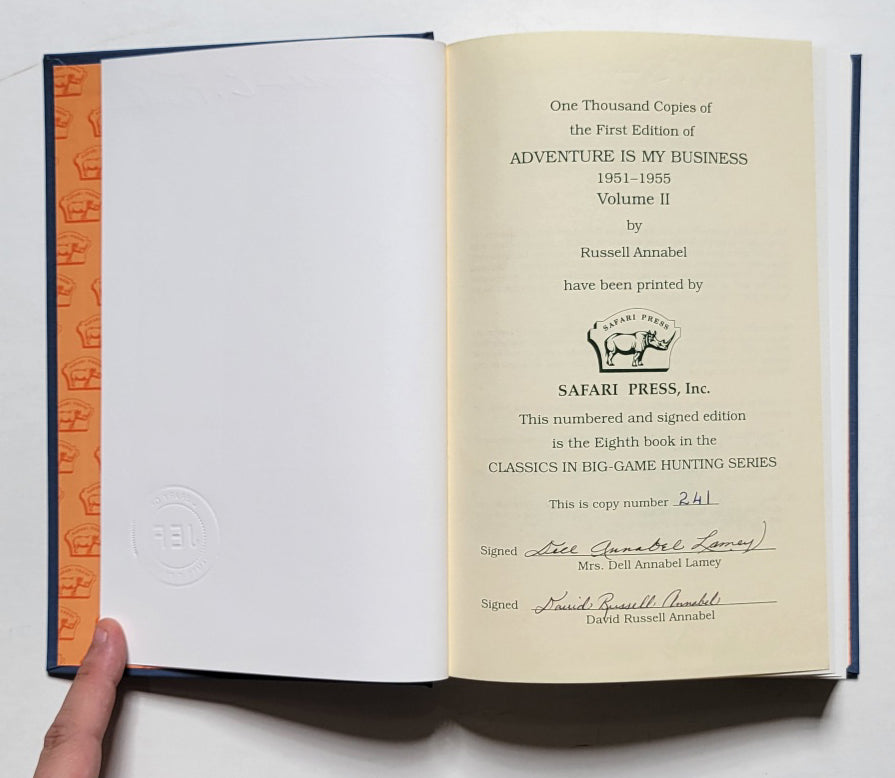 One Thousand Copies of
the First Edition of
ADVENTURE IS MY BUSINESS
1951–1955
Volume II
by
Russell Annabel
have been printed by
SAFARI PRESS
SAFARI PRESS, Inc.
This numbered and signed edition
is the Eighth book in the
CLASSICS IN BIG-GAME HUNTING SERIES
This is copy number 241
Signed Dell Annabel Lamey
Mrs. Dell Annabel Lamey
Signed David Russell Annabel
David Russell Annabel